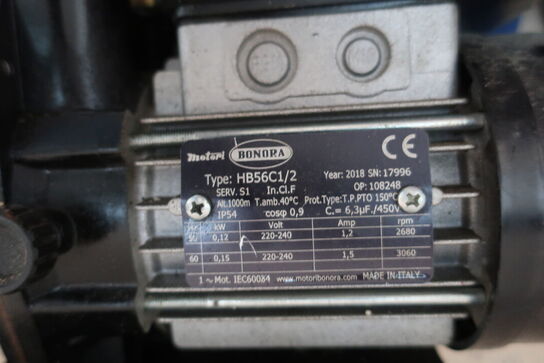 Motori BONORA CE
Type: HB56C1/2 Year: 2018 SN: 17996
SERV. S1 In.Cl.F OP: 108248
Alt.1000m T.amb.40°C Prot.Type:T.PTO 150°C
IP54 cosφ 0,9 C.= 6,3µF/450V
kW Volt Amp rpm
50 0,12 220-240 1,2 2680
60 0,15 220-240 1,5 3060
1 ~ Mot. IEC60034 www.motoribonora.com MADE IN ITALY